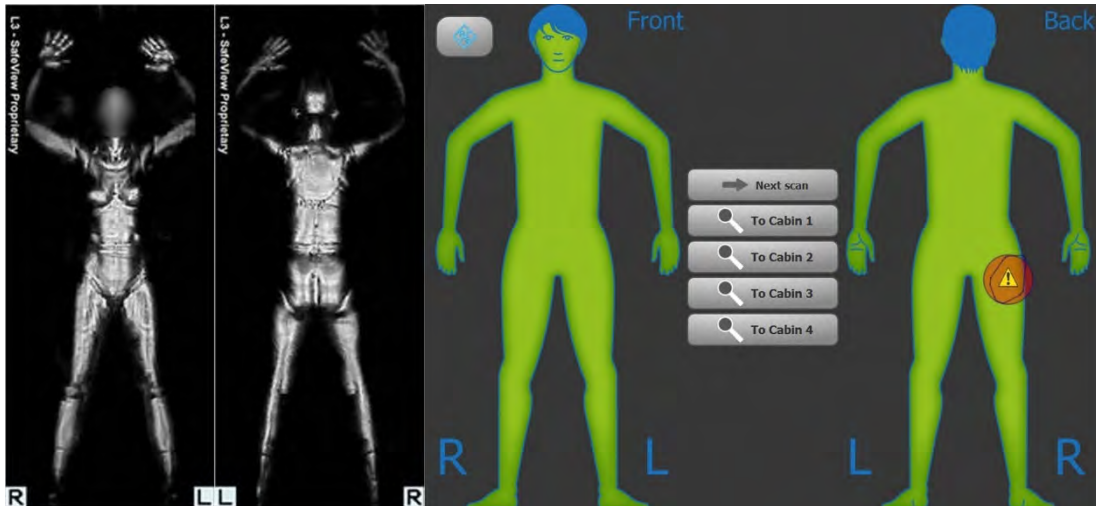 L3 - SafeView Proprietary
L3 - SafeView Proprietary
R
L
L
R
Front
Back
Next scan
To Cabin 1
To Cabin 2
To Cabin 3
To Cabin 4
R
L
L
R